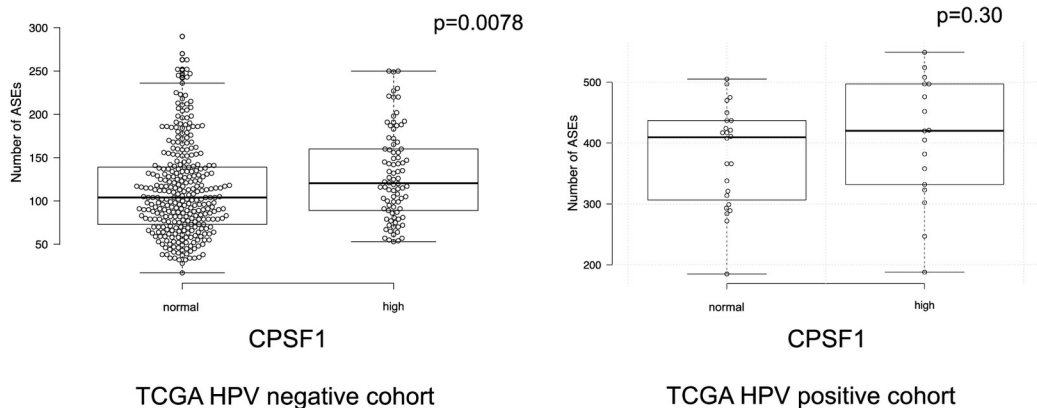 p=0.0078
Number of ASEs
300
250
200
150
100
50
normal
high
CPSF1
TCGA HPV negative cohort
p=0.30
Number of ASEs
500
400
300
200
normal
high
CPSF1
TCGA HPV positive cohort